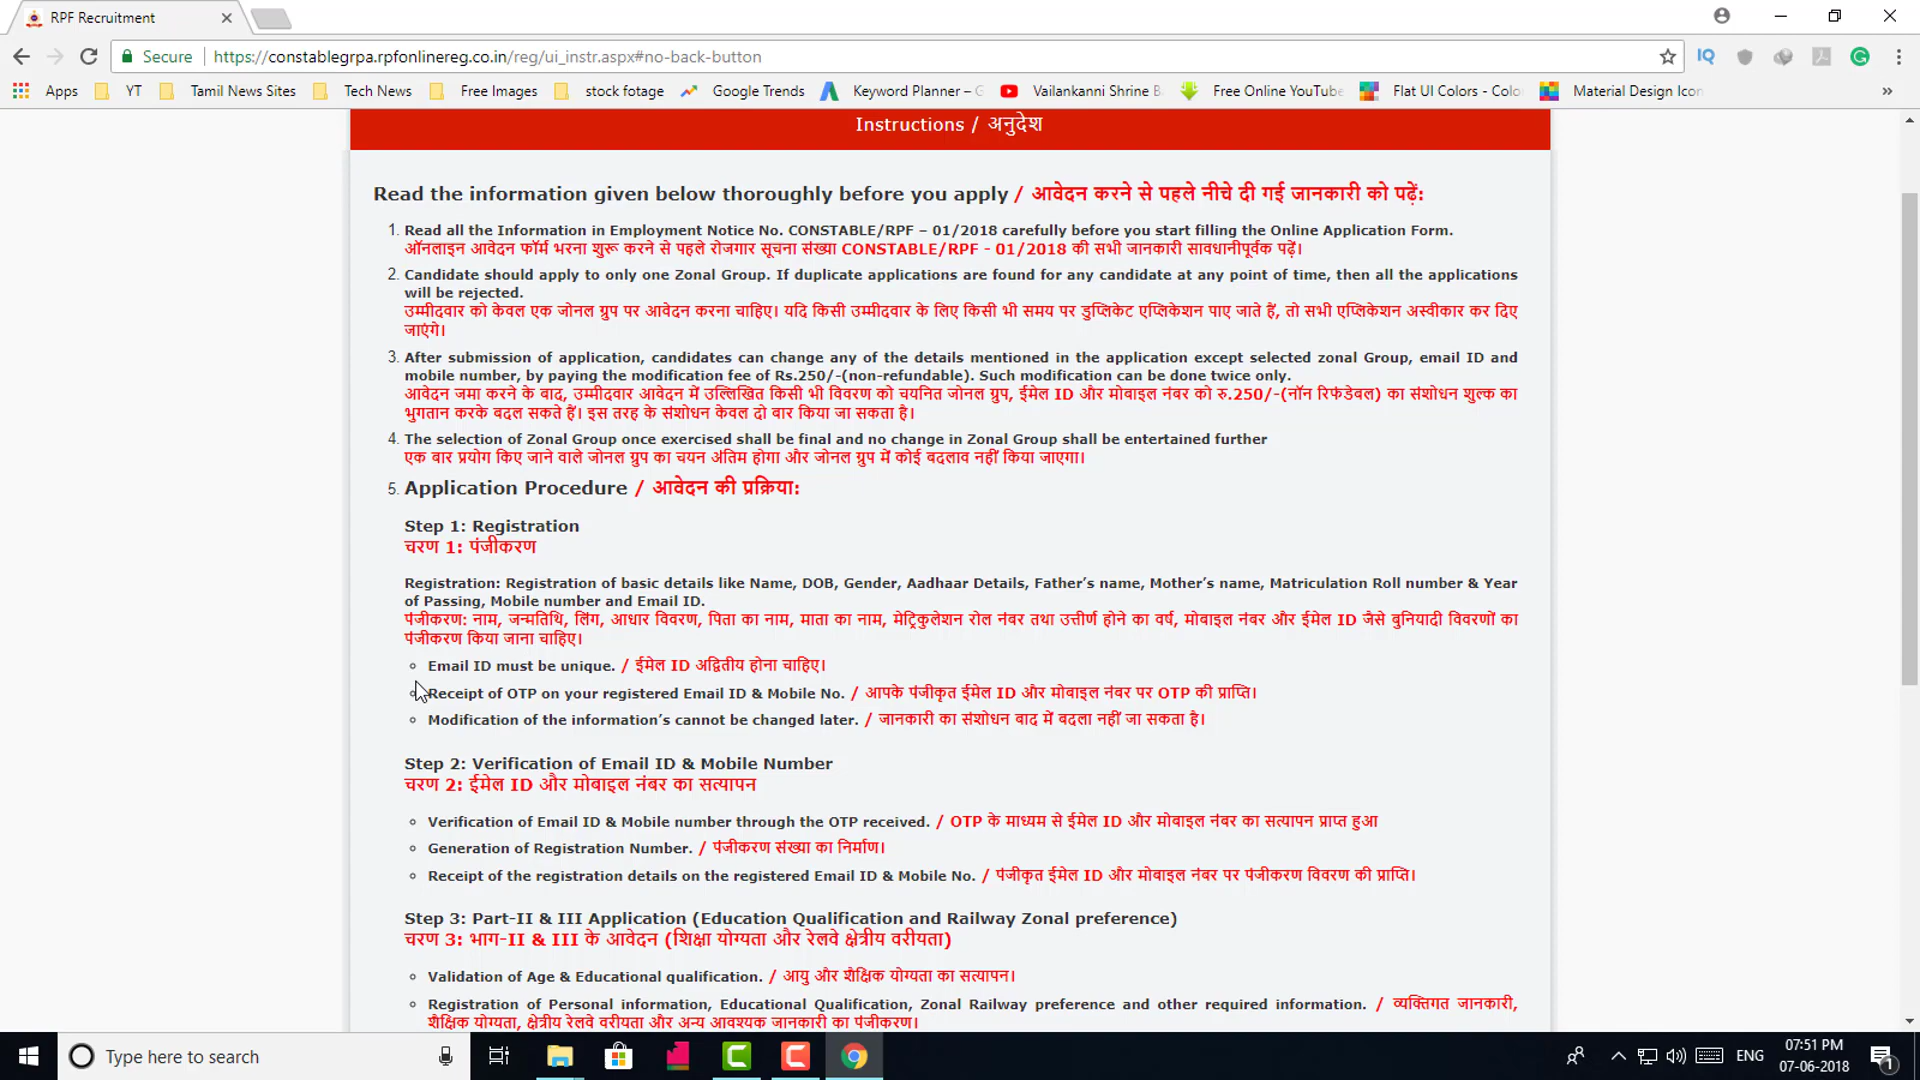 RPF Recruitment
Secure https://constablegrpa.rpfonlinereg.co.in/reg/ui_instr.aspx#no-back-button
Apps YT Tamil News Sites Tech News Free Images stock fotage Google Trends Keyword Planner – Vailankanni Shrine Free Online YouTube Flat UI Colors - Colo Material Design Icon
Instructions / अनुदेश
Read the information given below thoroughly before you apply / आवेदन करने से पहले नीचे दी गई जानकारी को पढ़ें:
1. Read all the Information in Employment Notice No. CONSTABLE/RPF – 01/2018 carefully before you start filling the Online Application Form.
ऑनलाइन आवेदन फॉर्म भरना शुरू करने से पहले रोजगार सूचना संख्या CONSTABLE/RPF - 01/2018 की सभी जानकारी सावधानीपूर्वक पढ़ें।
2. Candidate should apply to only one Zonal Group. If duplicate applications are found for any candidate at any point of time, then all the applications
will be rejected.
उम्मीदवार को केवल एक जोनल ग्रुप पर आवेदन करना चाहिए। यदि किसी उम्मीदवार के लिए किसी भी समय पर डुप्लिकेट एप्लिकेशन पाए जाते हैं, तो सभी एप्लिकेशन अस्वीकार कर दिए
जाएंगे।
3. After submission of application, candidates can change any of the details mentioned in the application except selected zonal Group, email ID and
mobile number, by paying the modification fee of Rs.250/-(non-refundable). Such modification can be done twice only.
आवेदन जमा करने के बाद, उम्मीदवार आवेदन में उल्लिखित किसी भी विवरण को चयनित जोनल ग्रुप, ईमेल ID और मोबाइल नंबर को रु.250/-(नॉन रिफंडेबल) का संशोधन शुल्क का
भुगतान करके बदल सकते हैं। इस तरह के संशोधन केवल दो बार किया जा सकता है।
4. The selection of Zonal Group once exercised shall be final and no change in Zonal Group shall be entertained further
एक बार प्रयोग किए जाने वाले जोनल ग्रुप का चयन अंतिम होगा और जोनल ग्रुप में कोई बदलाव नहीं किया जाएगा।
5. Application Procedure / आवेदन की प्रक्रिया:
Step 1: Registration
चरण 1: पंजीकरण
Registration: Registration of basic details like Name, DOB, Gender, Aadhaar Details, Father's name, Mother's name, Matriculation Roll number & Year
of Passing, Mobile number and Email ID.
पंजीकरण: नाम, जन्मतिथि, लिंग, आधार विवरण, पिता का नाम, माता का नाम, मेट्रिकुलेशन रोल नंबर तथा उत्तीर्ण होने का वर्ष, मोबाइल नंबर और ईमेल ID जैसे बुनियादी विवरणों का
पंजीकरण किया जाना चाहिए।
Email ID must be unique. / ईमेल ID अद्वितीय होना चाहिए।
Receipt of OTP on your registered Email ID & Mobile No. / आपके पंजीकृत ईमेल ID और मोबाइल नंबर पर OTP की प्राप्ति।
Modification of the information's cannot be changed later. / जानकारी का संशोधन बाद में बदला नहीं जा सकता है।
Step 2: Verification of Email ID & Mobile Number
चरण 2: ईमेल ID और मोबाइल नंबर का सत्यापन
Verification of Email ID & Mobile number through the OTP received. / OTP के माध्यम से ईमेल ID और मोबाइल नंबर का सत्यापन प्राप्त हुआ
Generation of Registration Number. / पंजीकरण संख्या का निर्माण।
Receipt of the registration details on the registered Email ID & Mobile No. / पंजीकृत ईमेल ID और मोबाइल नंबर पर पंजीकरण विवरण की प्राप्ति।
Step 3: Part-II & III Application (Education Qualification and Railway Zonal preference)
चरण 3: भाग-II & III के आवेदन (शिक्षा योग्यता और रेलवे क्षेत्रीय वरीयता)
Validation of Age & Educational qualification. / आयु और शैक्षिक योग्यता का सत्यापन।
Registration of Personal information, Educational Qualification, Zonal Railway preference and other required information. / व्यक्तिगत जानकारी,
शैक्षिक योग्यता, क्षेत्रीय रेलवे वरीयता और अन्य आवश्यक जानकारी का पंजीकरण।
Type here to search
ENG
07:51 PM
07-06-2018
1